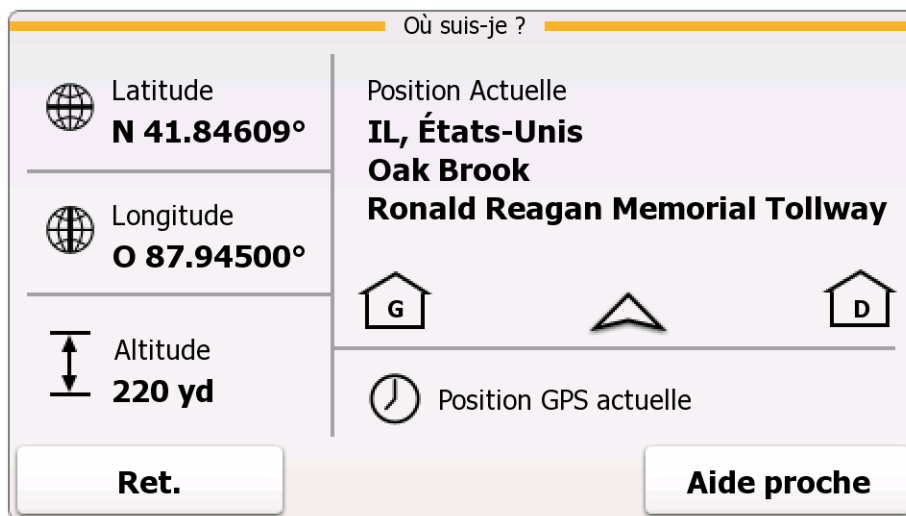 Où suis-je ?
Latitude
N 41.84609°
Longitude
O 87.94500°
Altitude
220 yd
Position Actuelle
IL, États-Unis
Oak Brook
Ronald Reagan Memorial Tollway
G
D
Position GPS actuelle
Ret.
Aide proche